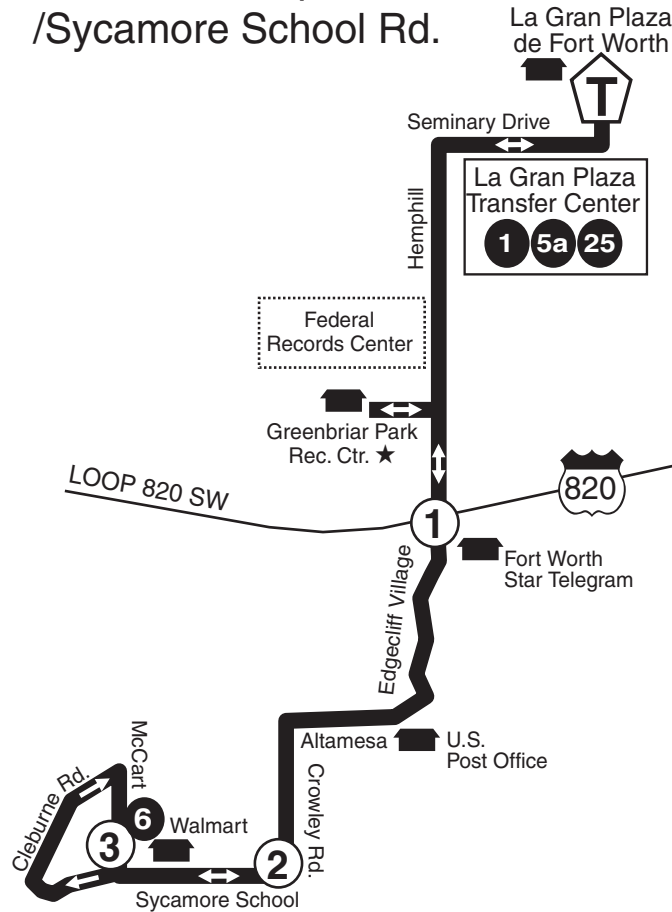 /Sycamore School Rd.
La Gran Plaza
de Fort Worth
T
Seminary Drive
La Gran Plaza
Transfer Center
1 5a 25
Hemphill
Federal
Records Center
Greenbriar Park
Rec. Ctr. ★
LOOP 820 SW
820
1
Fort Worth
Star Telegram
Edgecliff Village
Altamesa
U.S.
Post Office
Crowley Rd.
McCart
Cleburne Rd.
6
Walmart
3
2
Sycamore School